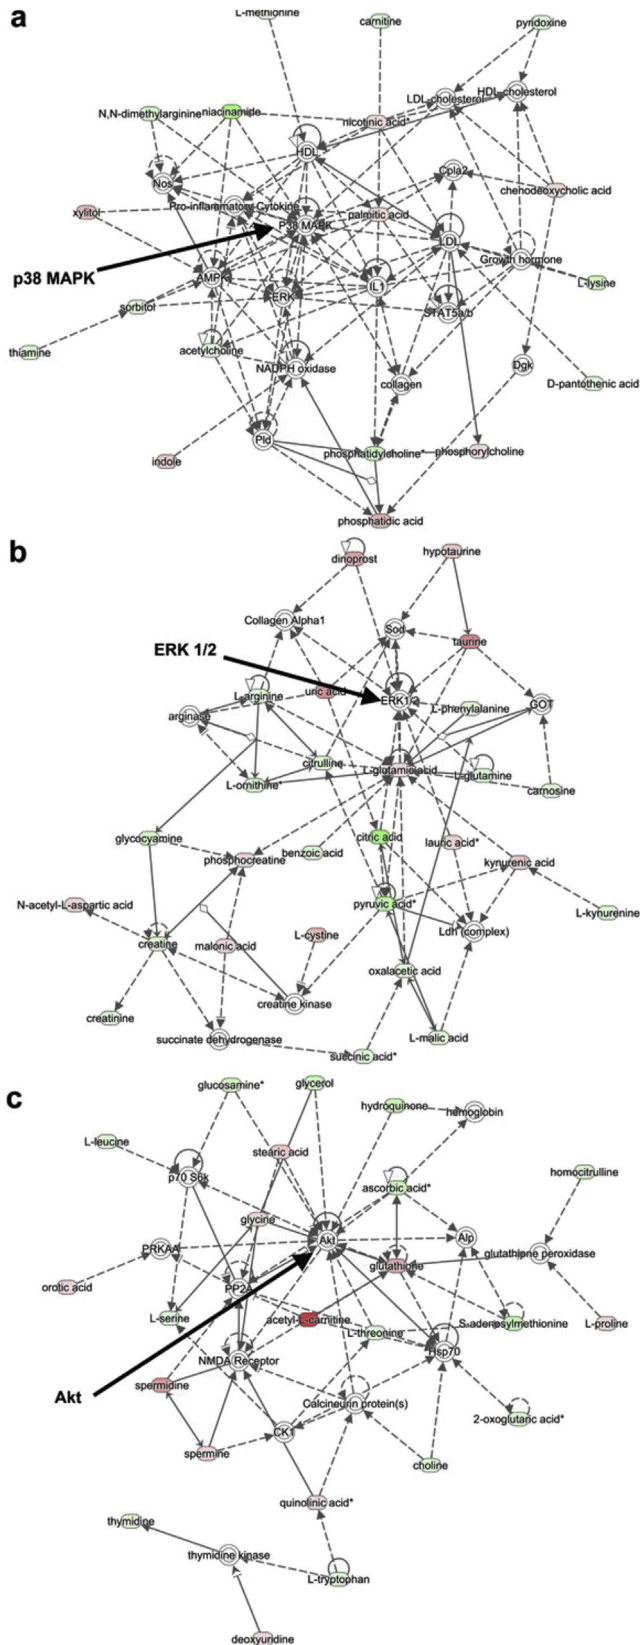 a
L-methionine
carnitine
pyridoxine
LDL-cholesterol
HDL-cholesterol
N,N-dimethylarginine
niacinamide
nicotinic acid*
HDL
Cpla2
Nos
chenodeoxycholic acid
xylitol
Pro-inflammatory Cytokine
palmitic acid
P38 MAPK
LDL
p38 MAPK
Growth hormone
AMPK
IL1
L-lysine
ERK
sorbitol
STAT5a/b
thiamine
acetylcholine
NADPH oxidase
Dgk
collagen
D-pantothenic acid
Pld
phosphatidylcholine*
phosphorylcholine
indole
phosphatidic acid
b
dinoprost
hypotaurine
Collagen Alpha1
Sod
taurine
ERK 1/2
L-arginine
uric acid
ERK1/2
L-phenylalanine
GOT
arginase
citrulline
L-glutamic acid
L-glutamine
L-ornithine*
carnosine
glycocyamine
citric acid
lauric acid*
phosphocreatine
benzoic acid
kynurenic acid
N-acetyl-L-aspartic acid
pyruvic acid*
L-kynurenine
L-cystine
Ldh (complex)
creatine
malonic acid
oxalacetic acid
creatine kinase
creatinine
succinate dehydrogenase
L-malic acid
succinic acid*
c
glucosamine*
glycerol
hydroquinone
hemoglobin
L-leucine
stearic acid
p70 S6k
ascorbic acid*
homocitrulline
glycine
Akt
Alp
PRKAA
glutathione
glutathione peroxidase
orotic acid
PP2A
L-serine
acetyl-L-carnitine
L-threonine
S-adenosylmethionine
L-proline
NMDA Receptor
Hsp70
spermidine
Akt
Calcineurin protein(s)
2-oxoglutaric acid*
CK1
spermine
choline
quinolinic acid*
thymidine
thymidine kinase
L-tryptophan
deoxyuridine